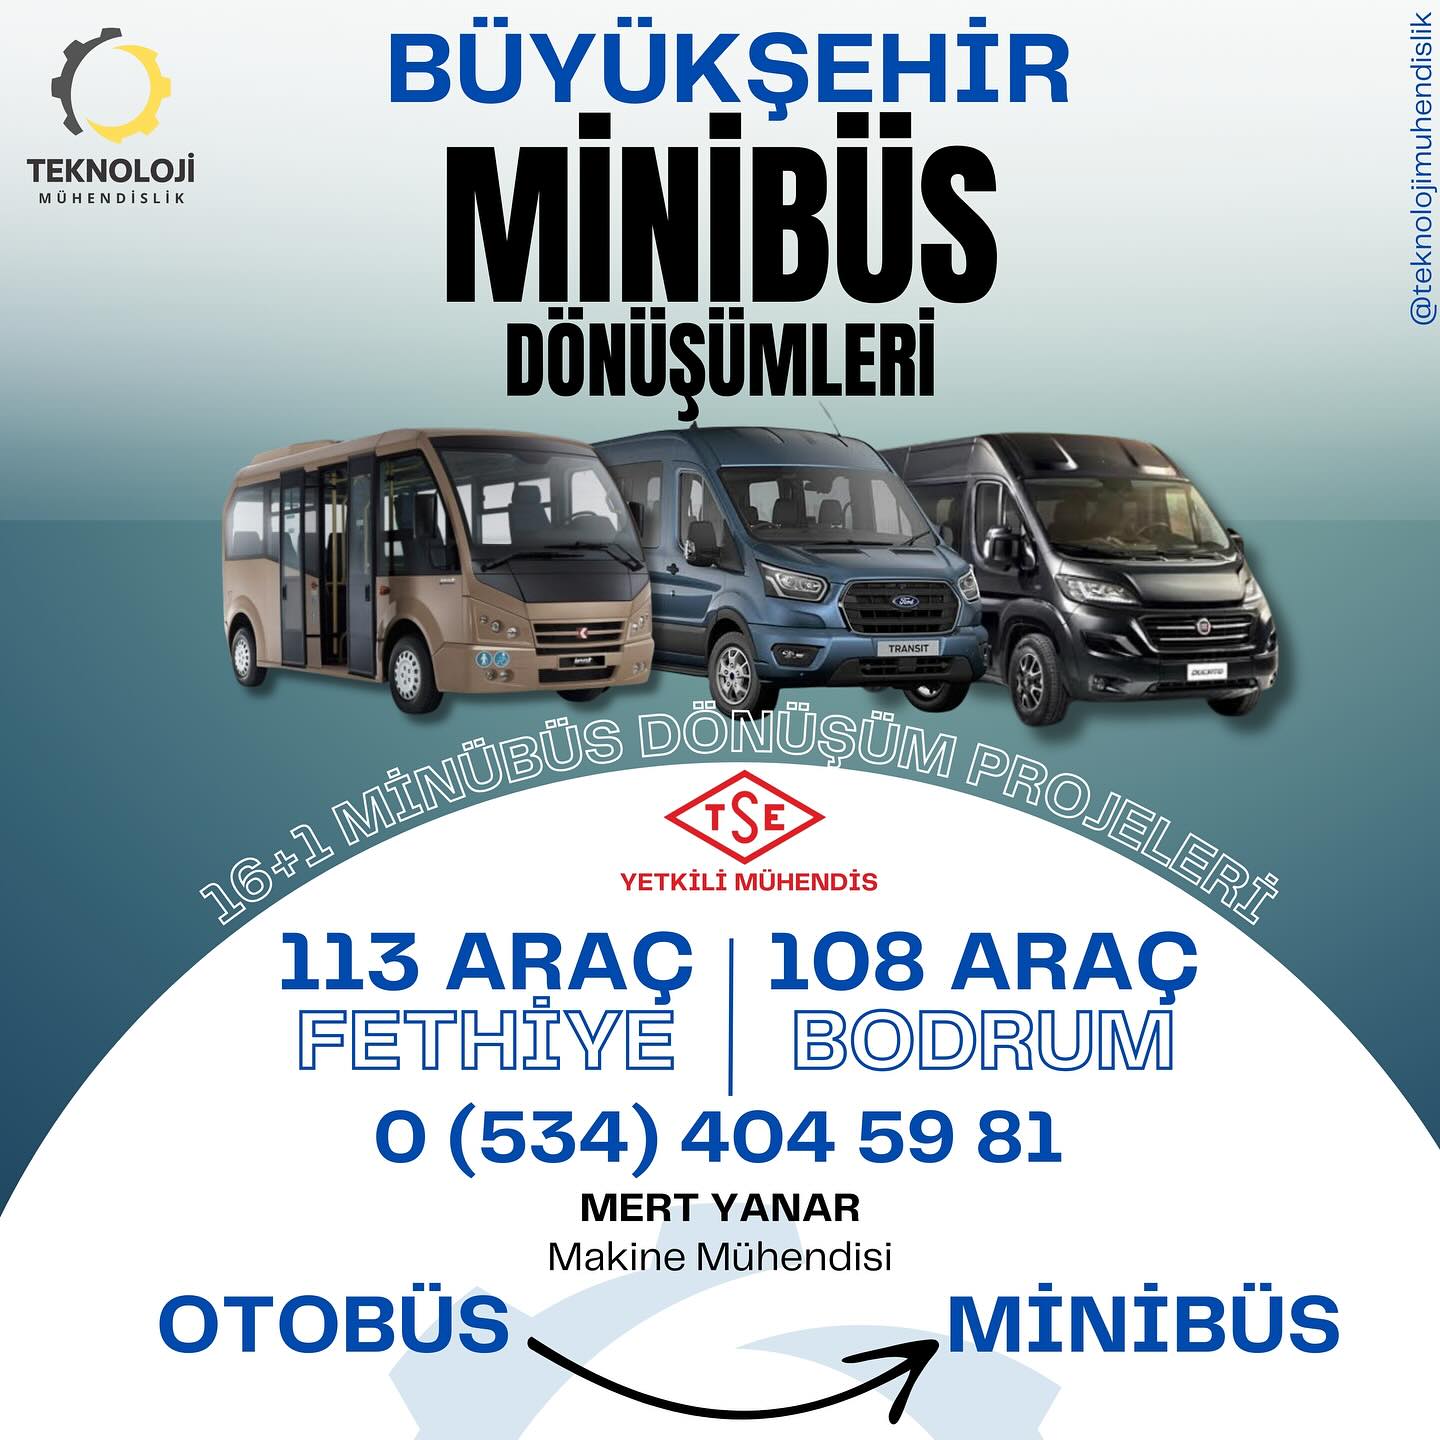 TEKNOLOJİ
MÜHENDİSLİK
BÜYÜKŞEHİR
MİNİBÜS
DÖNÜŞÜMLERİ
@teknolojimuhendislik
Ford
TRANSIT
DUCATO
16+1 MİNÜBÜS DÖNÜŞÜM PROJELERİ
TSE
YETKİLİ MÜHENDİS
113 ARAÇ
FETHİYE
108 ARAÇ
BODRUM
0 (534) 404 59 81
MERT YANAR
Makine Mühendisi
OTOBÜS
MİNİBÜS